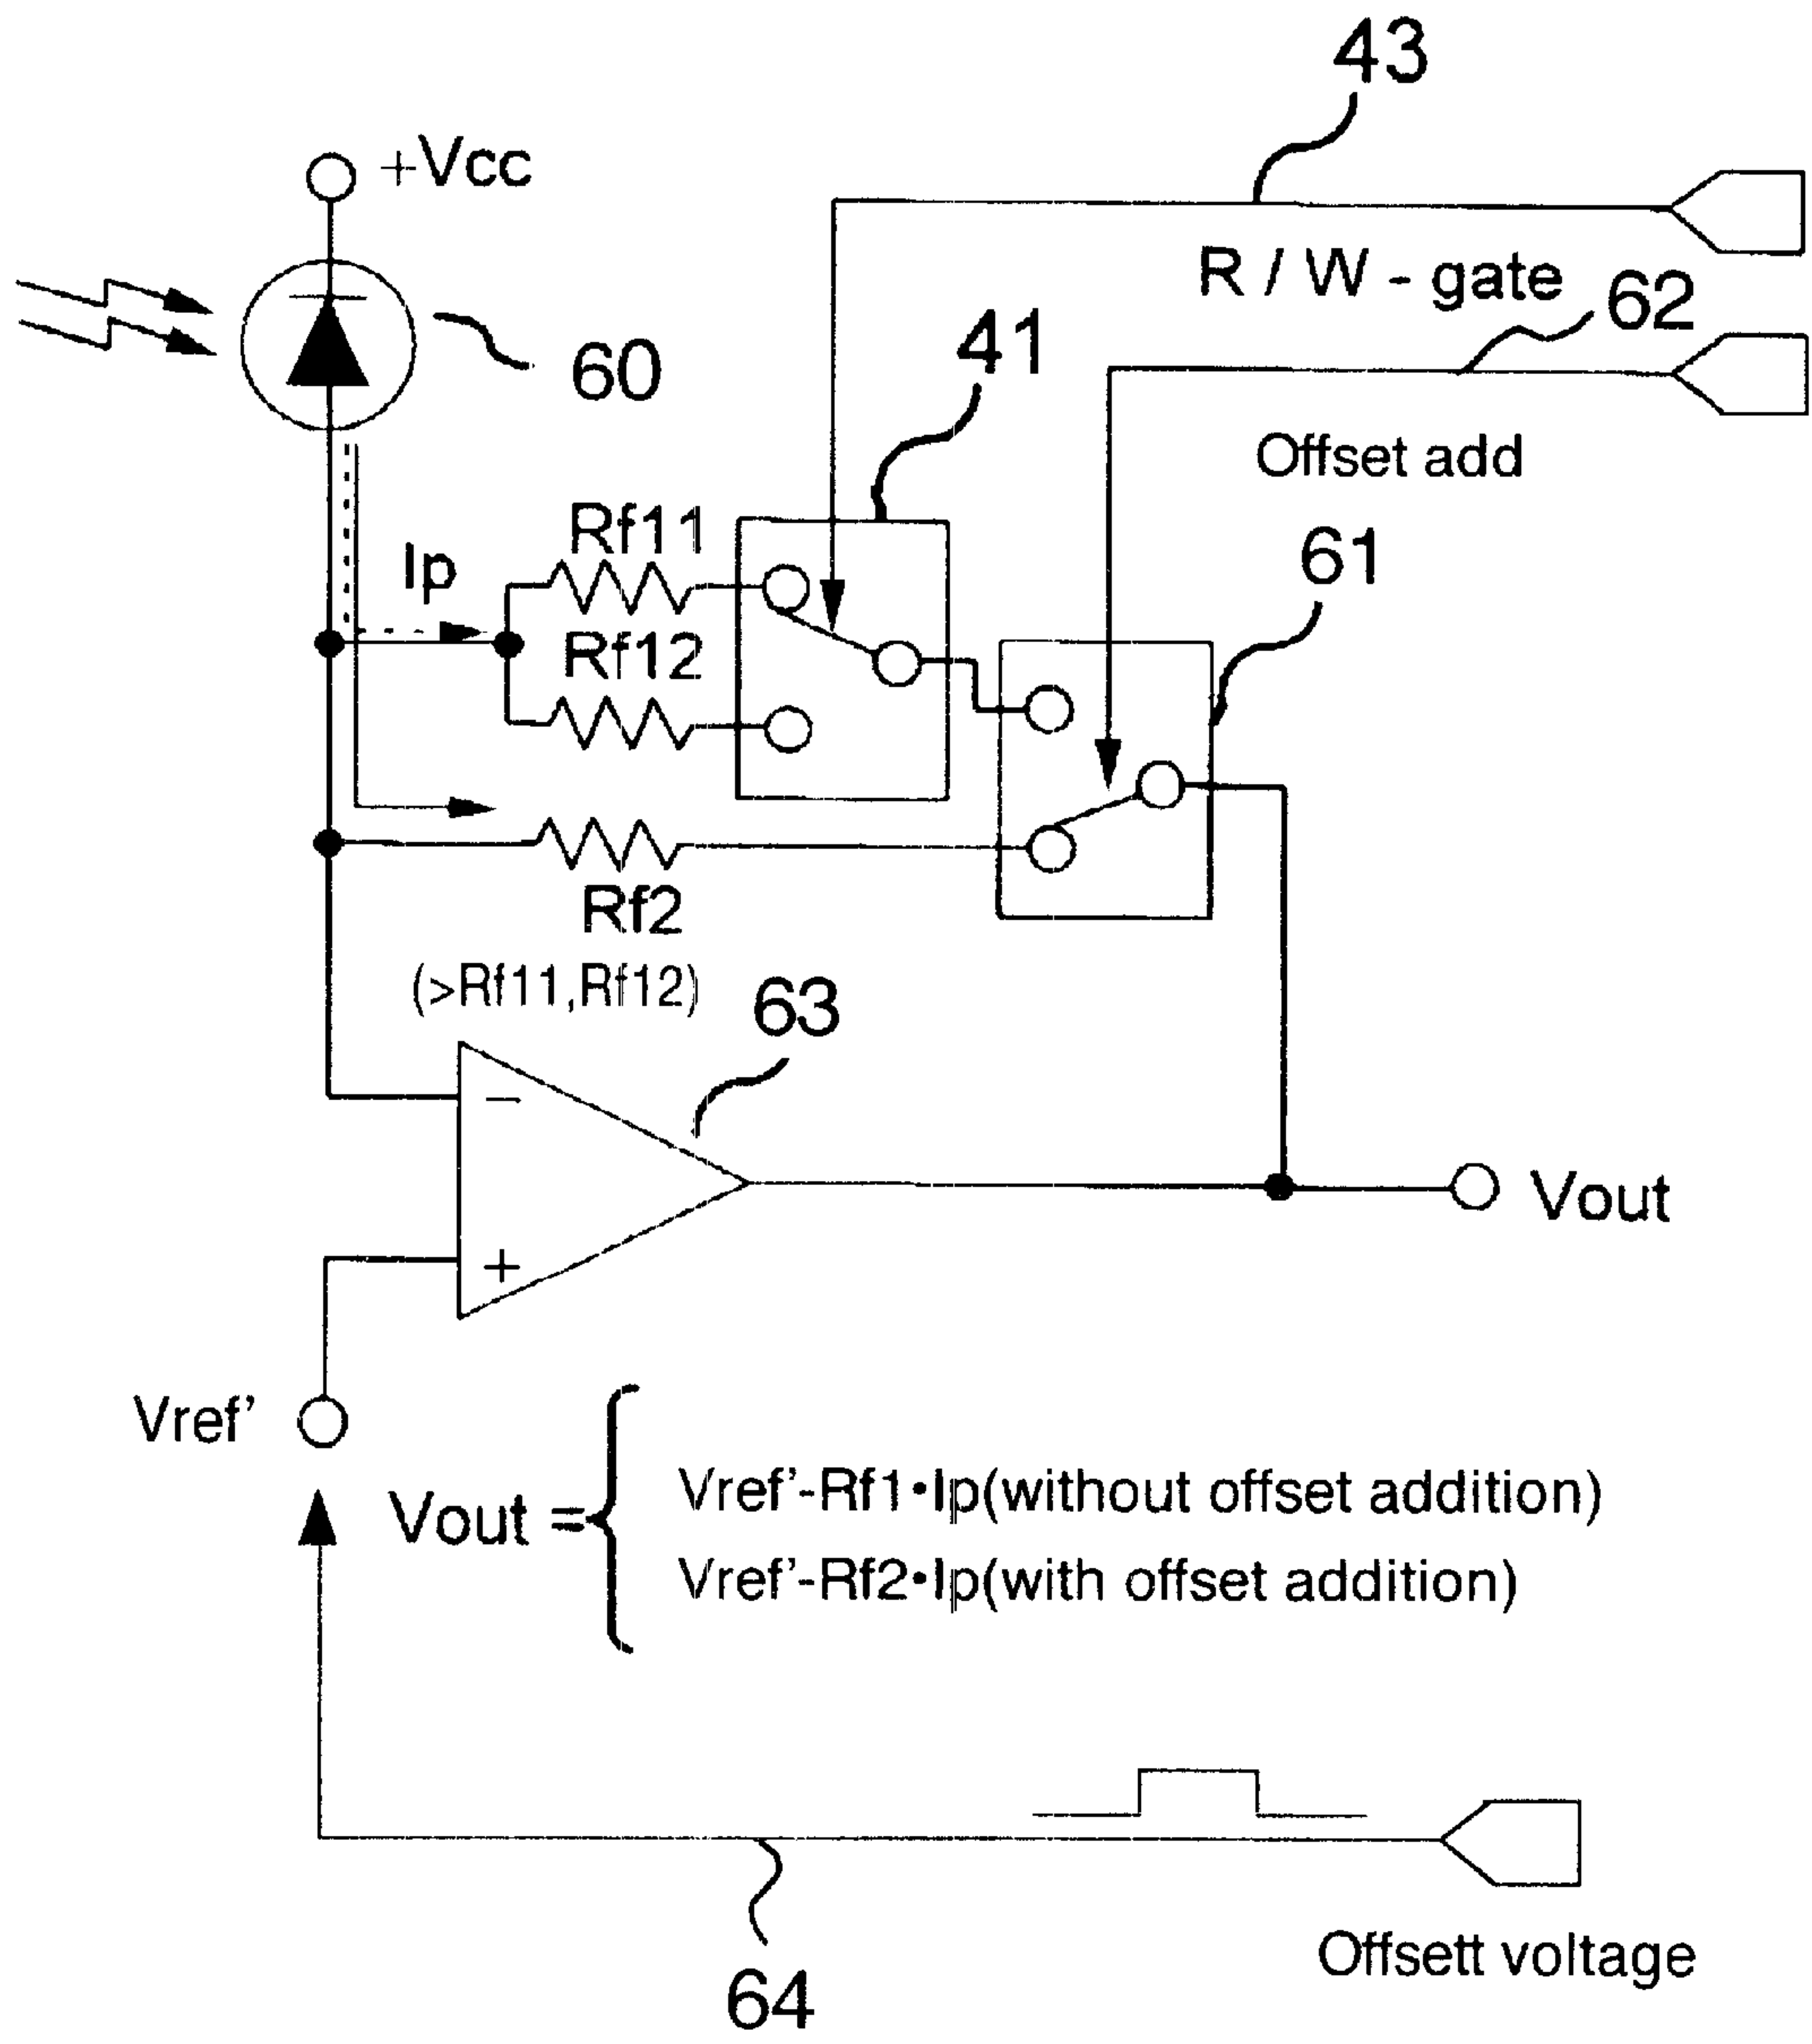 43
+Vcc
R / W - gate
62
41
60
Offset add
61
Rf11
Ip
Rf12
Rf2
(>Rf11,Rf12)
63
−
Vout
+
Vref'
Vout =
Vref'-Rf1•Ip(without offset addition)
Vref'-Rf2•Ip(with offset addition)
Offsett voltage
64